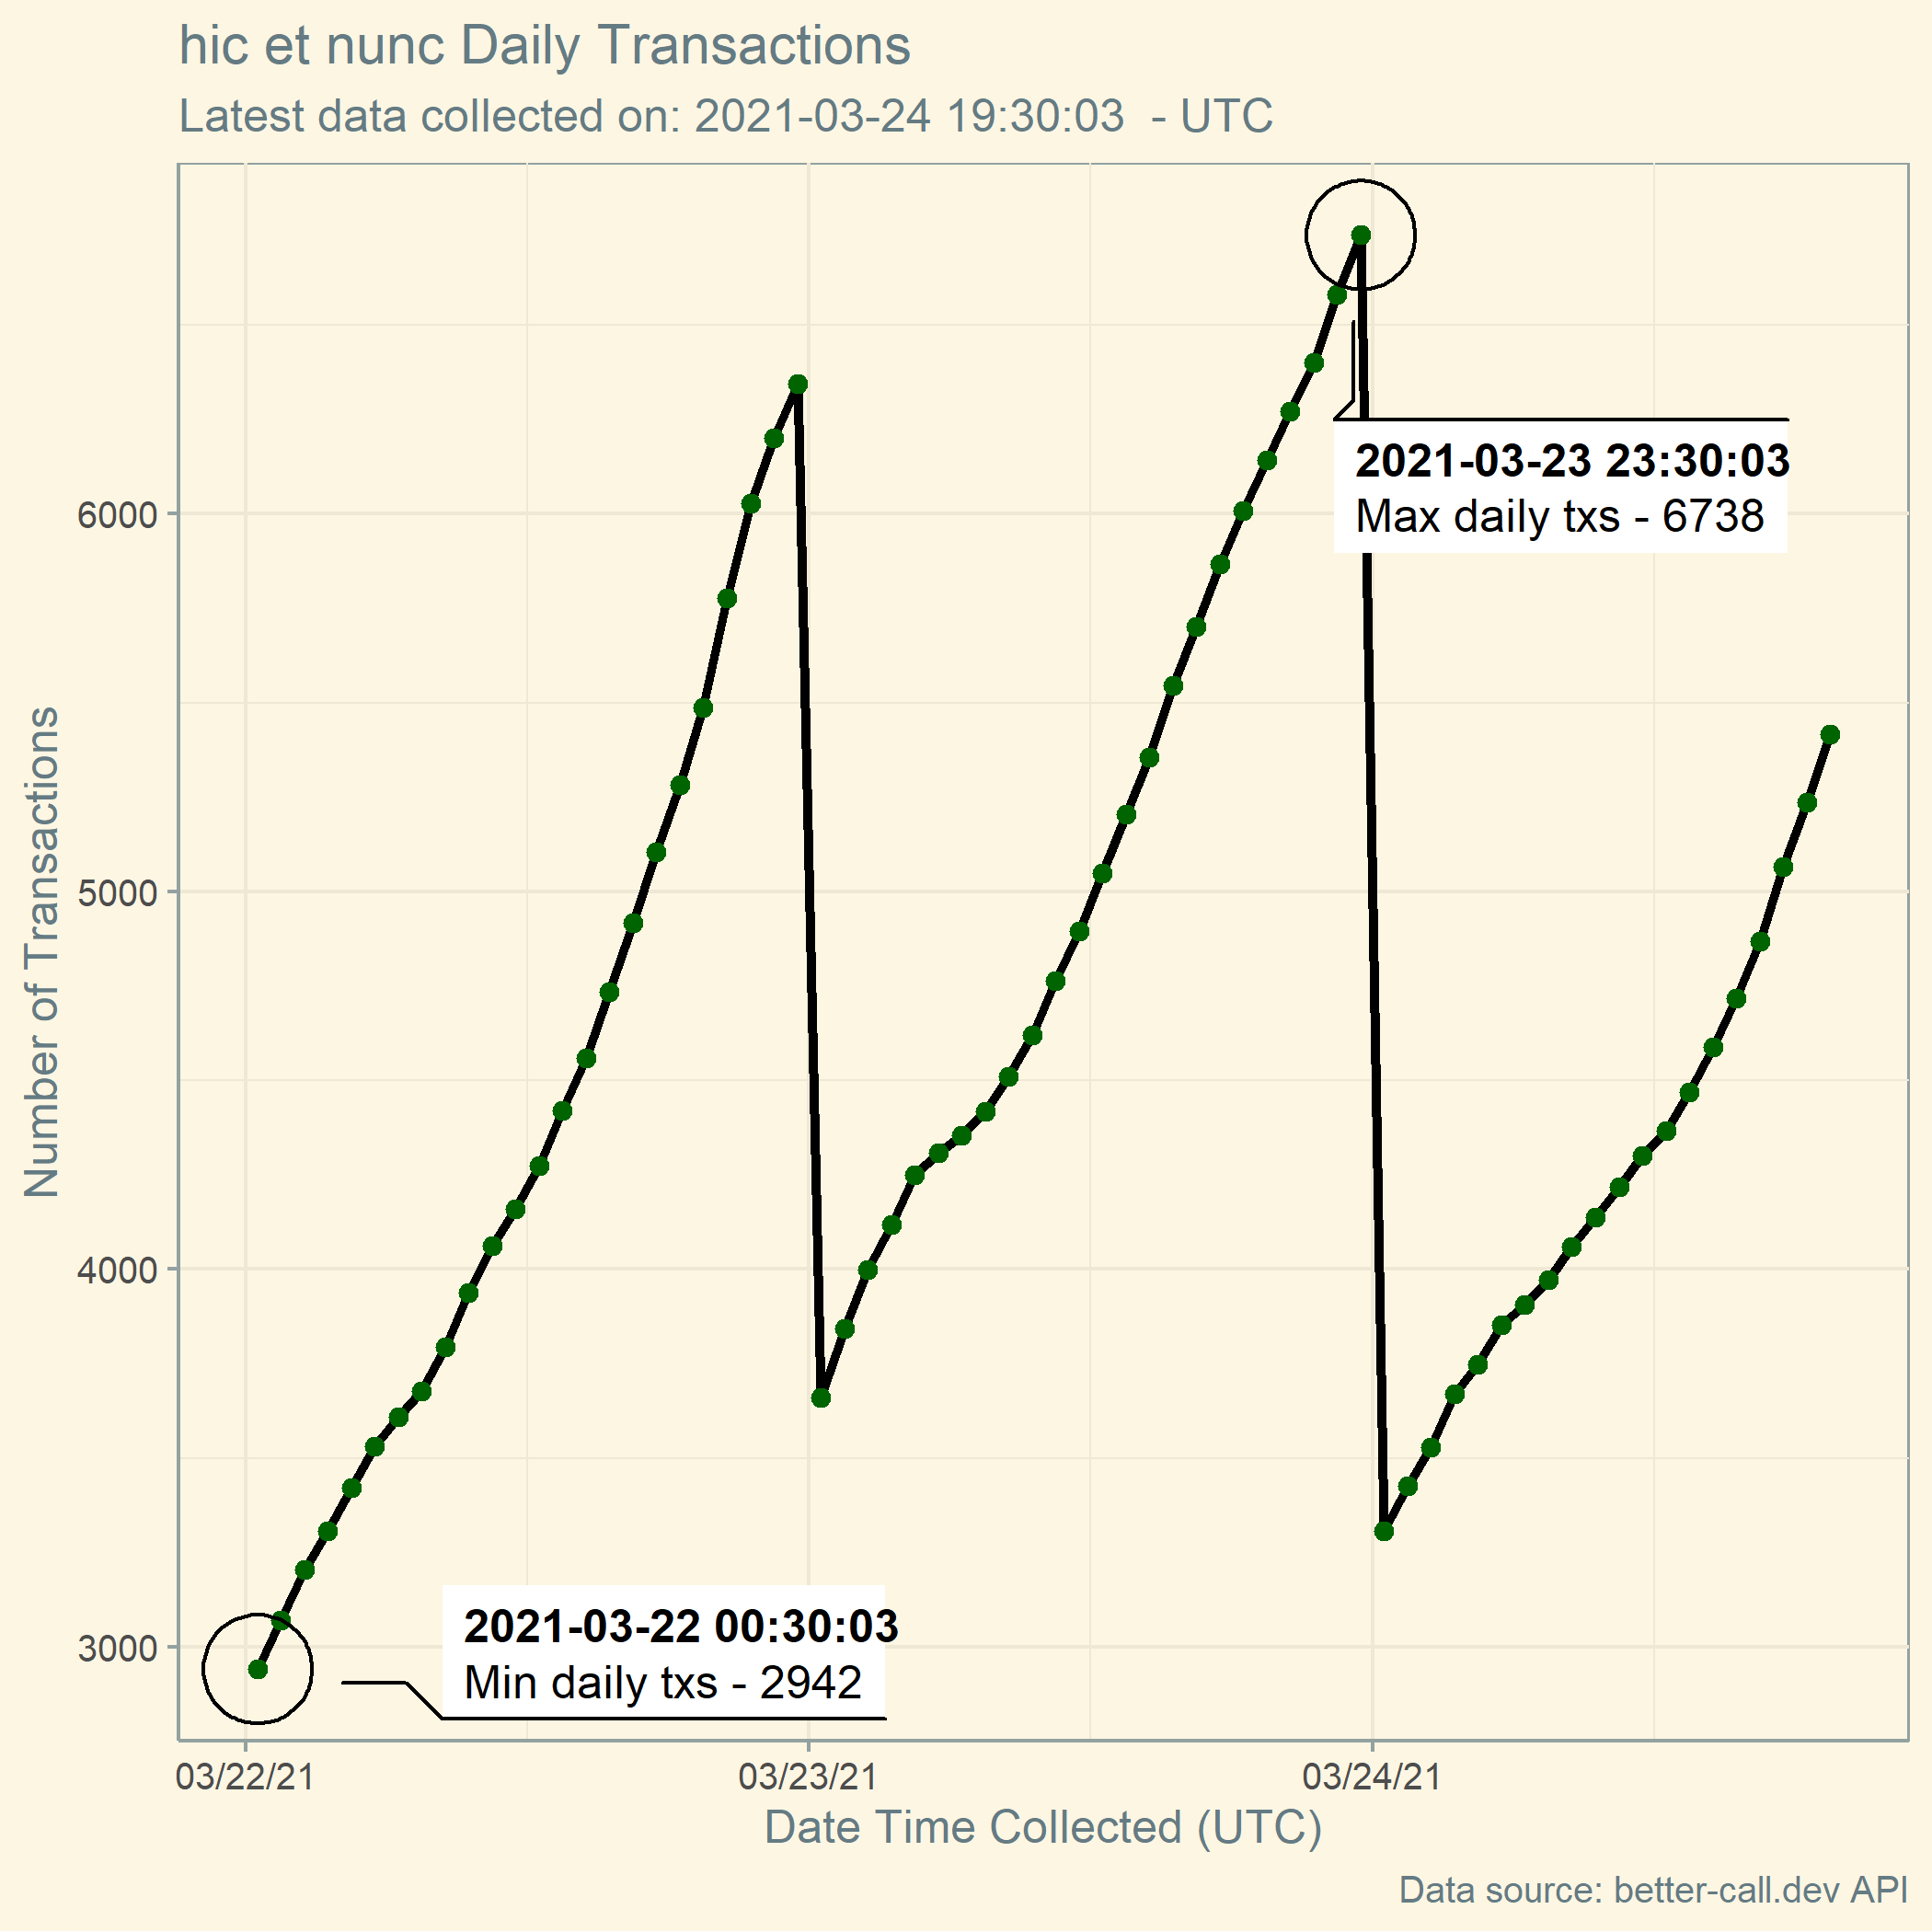 hic et nunc Daily Transactions
Latest data collected on: 2021-03-24 19:30:03  - UTC
Number of Transactions
6000
5000
4000
3000
2021-03-23 23:30:03
Max daily txs - 6738
2021-03-22 00:30:03
Min daily txs - 2942
03/22/21
03/23/21
03/24/21
Date Time Collected (UTC)
Data source: better-call.dev API